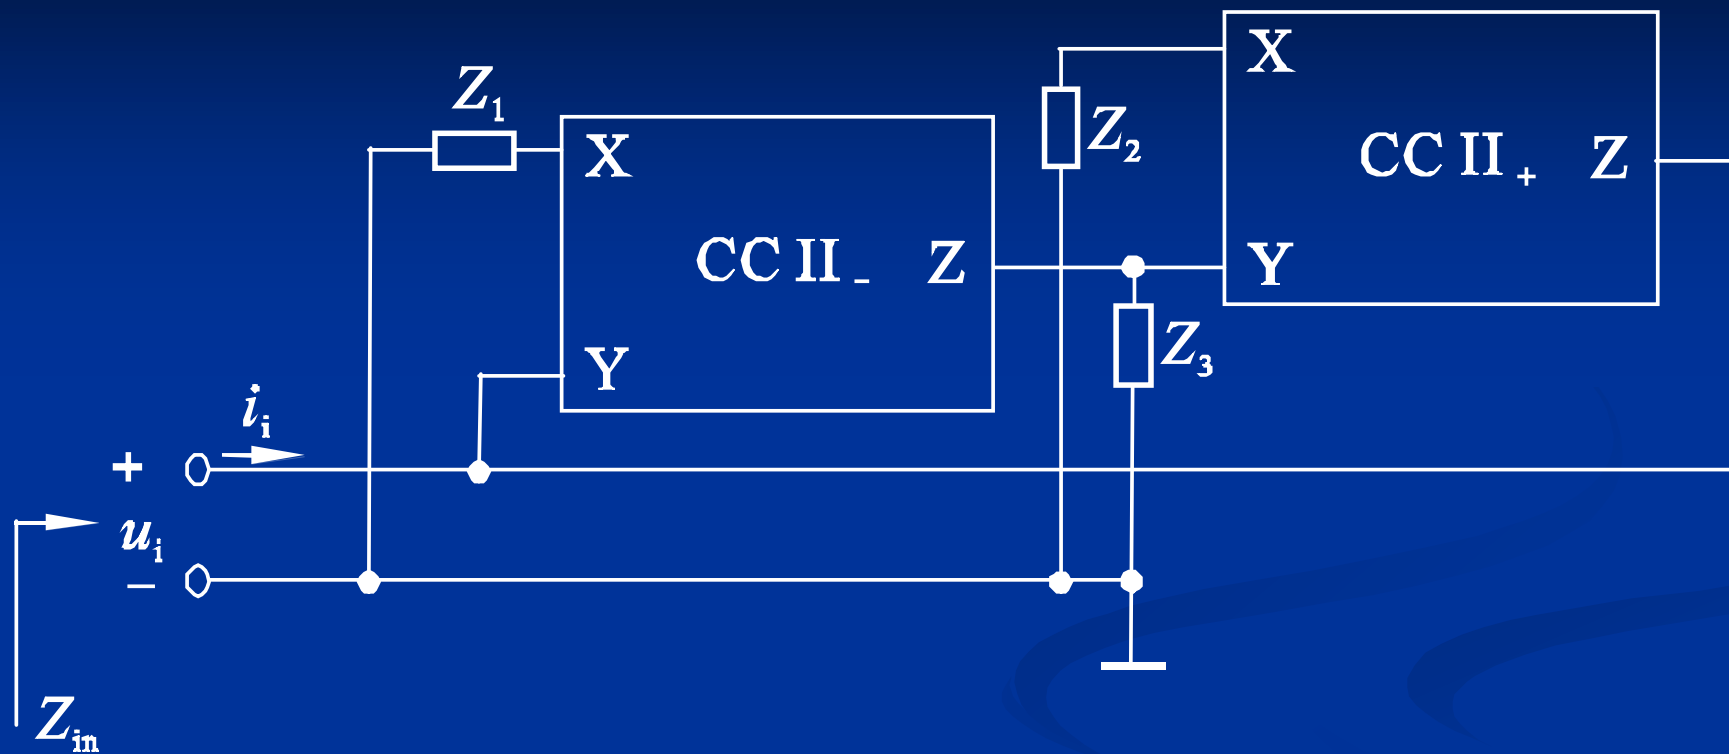 X
Z₁
X
Z₂
CC II₊ Z
CC II₋ Z
Y
Y
Z₃
iᵢ
+
uᵢ
−
Zᵢₙ